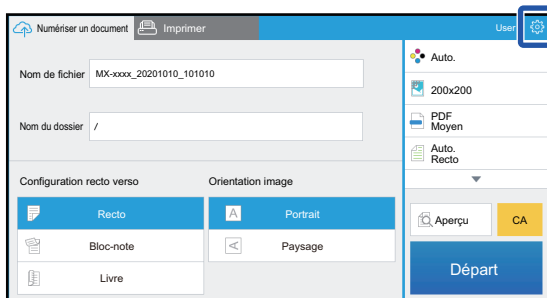 Numériser un document
Imprimer
User
Nom de fichier
MX-xxxx_20201010_101010
Nom du dossier
/
Configuration recto verso
Orientation image
Recto
A
Portrait
Bloc-note
A
Paysage
Livre
Auto.
200x200
PDF
Moyen
Auto.
Recto
Aperçu
CA
Départ